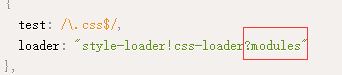 {
test: /\.css$/,
loader: "style-loader!css-loader?modules"
},